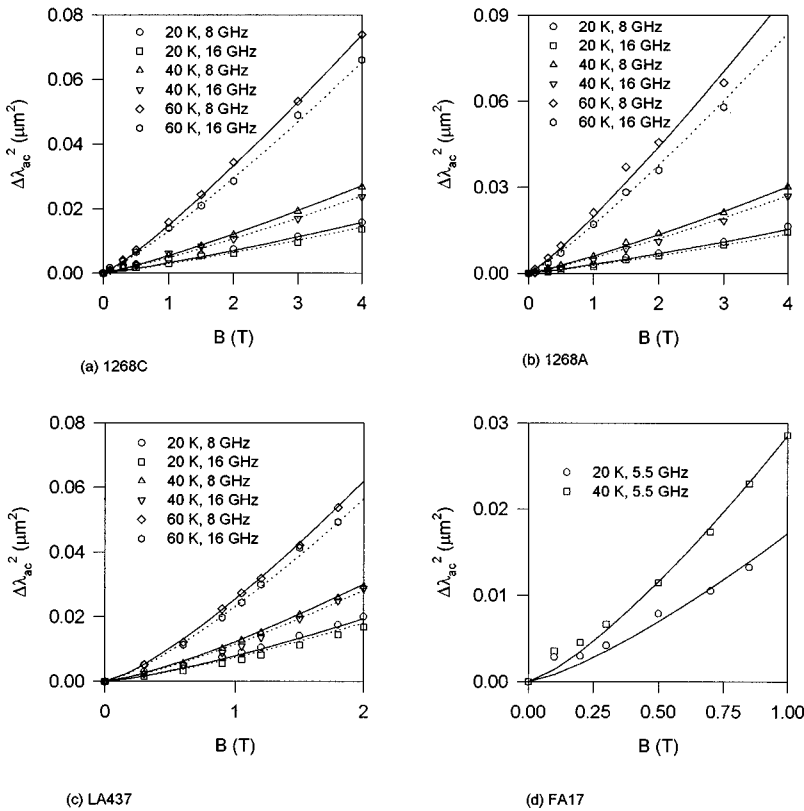 0.08
0.06
0.04
0.02
0.00
Δλac² (μm²)
20 K, 8 GHz
20 K, 16 GHz
40 K, 8 GHz
40 K, 16 GHz
60 K, 8 GHz
60 K, 16 GHz
0 1 2 3 4
B (T)
(a) 1268C
0.09
0.06
0.03
0.00
Δλac² (μm²)
20 K, 8 GHz
20 K, 16 GHz
40 K, 8 GHz
40 K, 16 GHz
60 K, 8 GHz
60 K, 16 GHz
0 1 2 3 4
B (T)
(b) 1268A
0.08
0.06
0.04
0.02
0.00
Δλac² (μm²)
20 K, 8 GHz
20 K, 16 GHz
40 K, 8 GHz
40 K, 16 GHz
60 K, 8 GHz
60 K, 16 GHz
0 1 2
B (T)
(c) LA437
0.03
0.02
0.01
0.00
Δλac² (μm²)
20 K, 5.5 GHz
40 K, 5.5 GHz
0.00 0.25 0.50 0.75 1.00
B (T)
(d) FA17